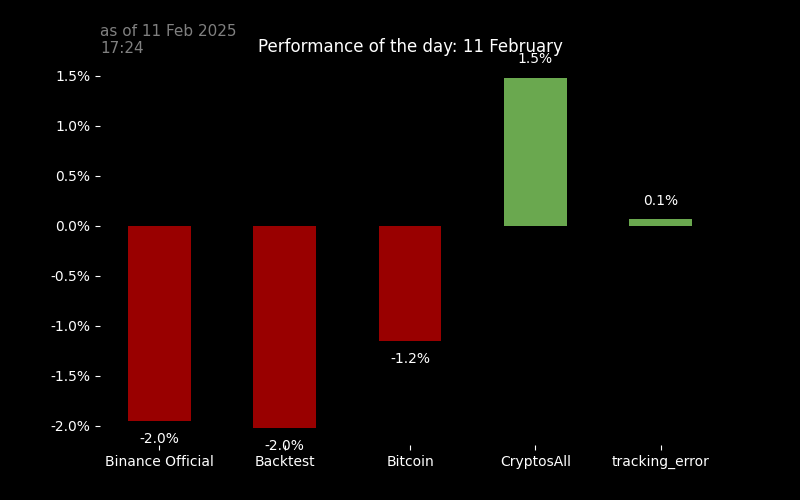 as of 11 Feb 2025
17:24
Performance of the day: 11 February
1.5%
1.5%
1.0%
0.5%
0.1%
0.0%
-0.5%
-1.0%
-1.2%
-1.5%
-2.0%
-2.0%
-2.0%
Binance Official
Backtest
Bitcoin
CryptosAll
tracking_error